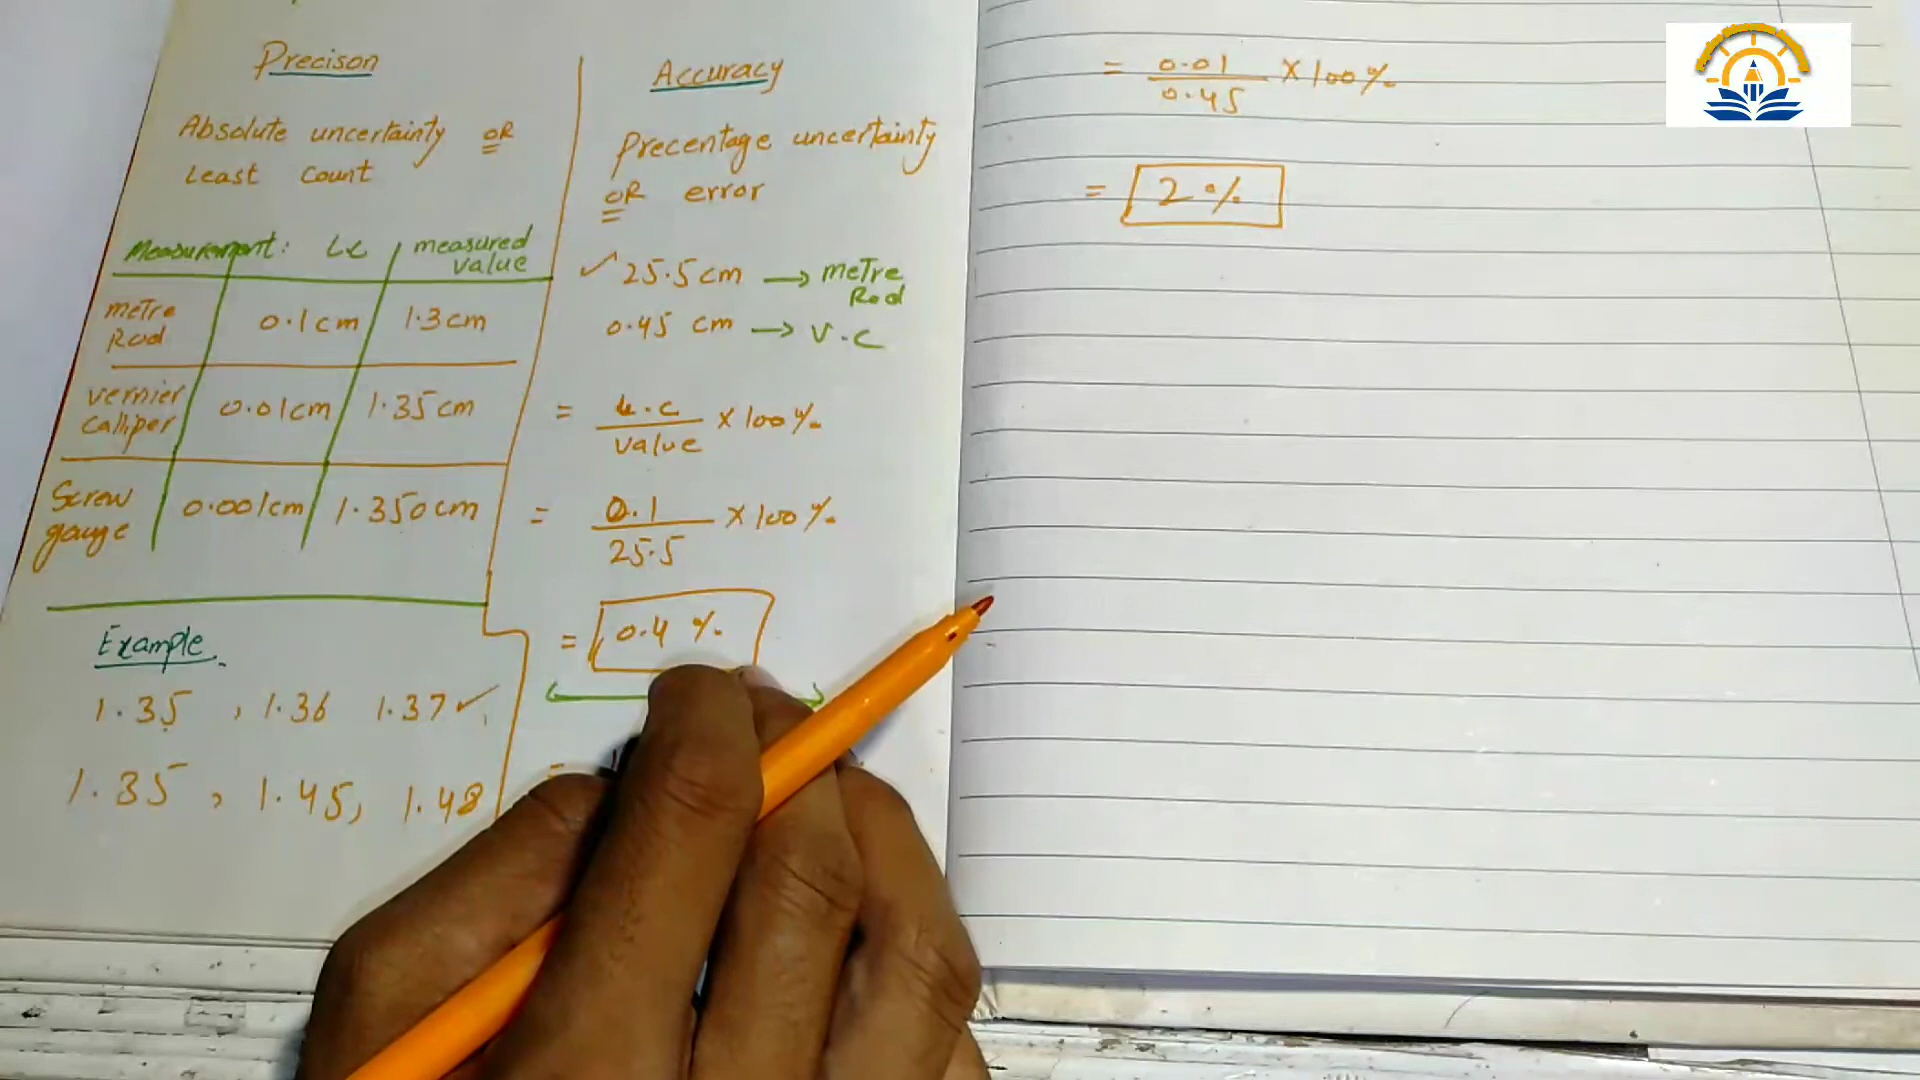 Precison
Absolute uncertainty OR
Least count
Measurement: L.c measured value
metre Rod 0.1cm 1.3cm
vernier calliper 0.01cm 1.35cm
Screw gauge 0.001cm 1.350cm
Example
1.35 , 1.36 1.37 ✓
1.35 , 1.45, 1.48
Accuracy
Precentage uncertainty
OR error
✓ 25.5cm → metre Rod
0.45 cm → V.C
= L.c / value × 100%
= 0.1 / 25.5 × 100%
= 0.4 %
=
= 0.01 / 0.45 × 100%
= 2 %